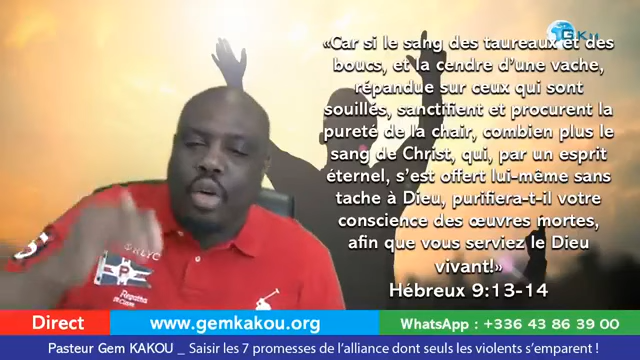 GKtv
«Car si le sang des taureaux et des
boucs, et la cendre d'une vache,
répandue sur ceux qui sont
souillés, sanctifient et procurent la
pureté de la chair, combien plus le
sang de Christ, qui, par un esprit
éternel, s'est offert lui-même sans
tache à Dieu, purifiera-t-il votre
conscience des œuvres mortes,
afin que vous serviez le Dieu
vivant!»
Hébreux 9:13-14
Regatta
Direct
www.gemkakou.org
WhatsApp : +336 43 86 39 00
Pasteur Gem KAKOU _ Saisir les 7 promesses de l'alliance dont seuls les violents s'emparent !